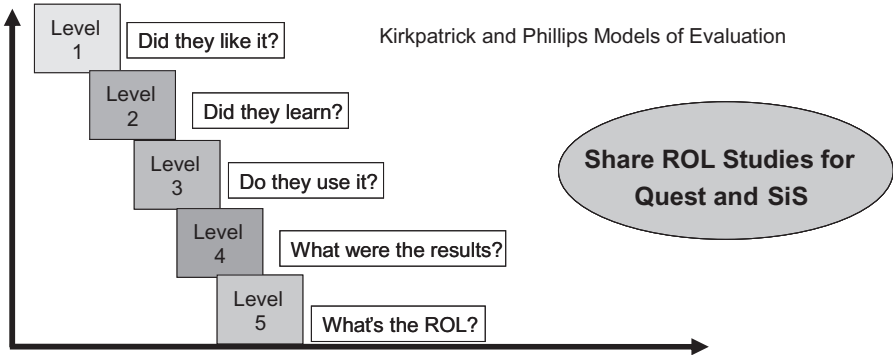 Level
1
Did they like it?
Kirkpatrick and Phillips Models of Evaluation
Level
2
Did they learn?
Level
3
Do they use it?
Share ROL Studies for
Quest and SiS
Level
4
What were the results?
Level
5
What's the ROL?